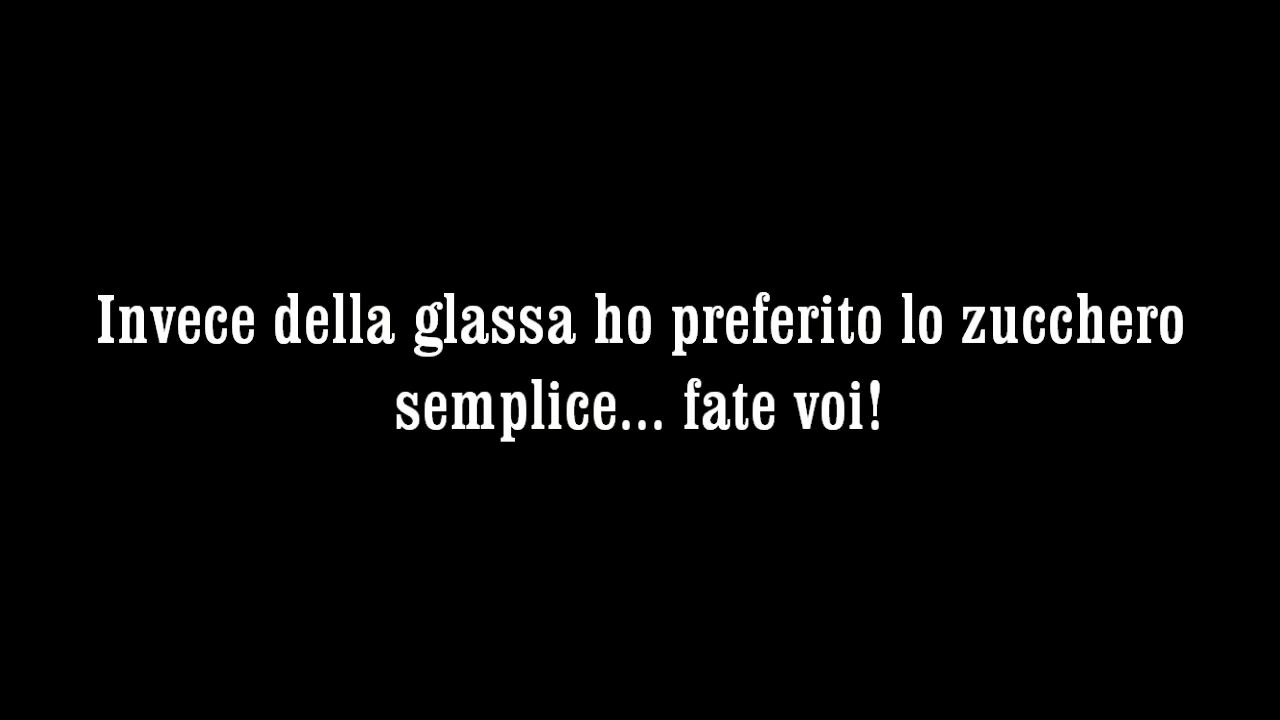 Invece della glassa ho preferito lo zucchero
semplice... fate voi!